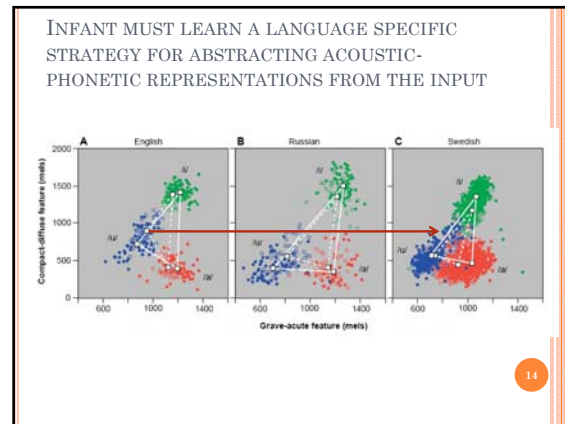 INFANT MUST LEARN A LANGUAGE SPECIFIC
STRATEGY FOR ABSTRACTING ACOUSTIC-
PHONETIC REPRESENTATIONS FROM THE INPUT
A English B Russian C Swedish
Compact-diffuse feature (mels)
2000
1500
1000
500
0
/i/ /i/ /i/
/u/ /u/ /u/
/a/ /a/ /a/
600 1000 1400 600 1000 1400 600 1000 1400
Grave-acute feature (mels)
14